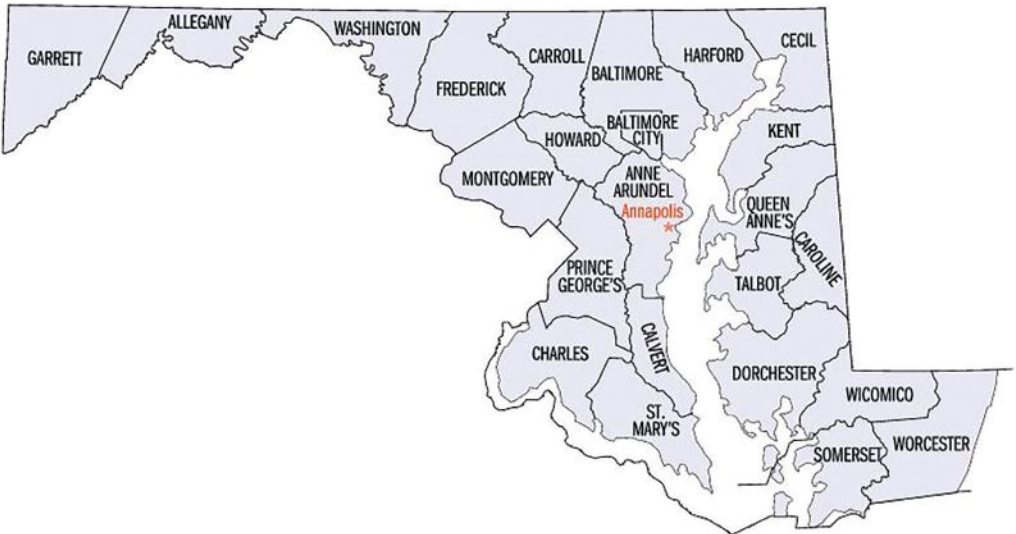 GARRETT
ALLEGANY
WASHINGTON
FREDERICK
CARROLL
BALTIMORE
HARFORD
CECIL
BALTIMORE
CITY
HOWARD
KENT
MONTGOMERY
ANNE
ARUNDEL
Annapolis
*
QUEEN
ANNE'S
CAROLINE
PRINCE
GEORGE'S
TALBOT
CHARLES
CALVERT
DORCHESTER
WICOMICO
ST.
MARY'S
SOMERSET
WORCESTER